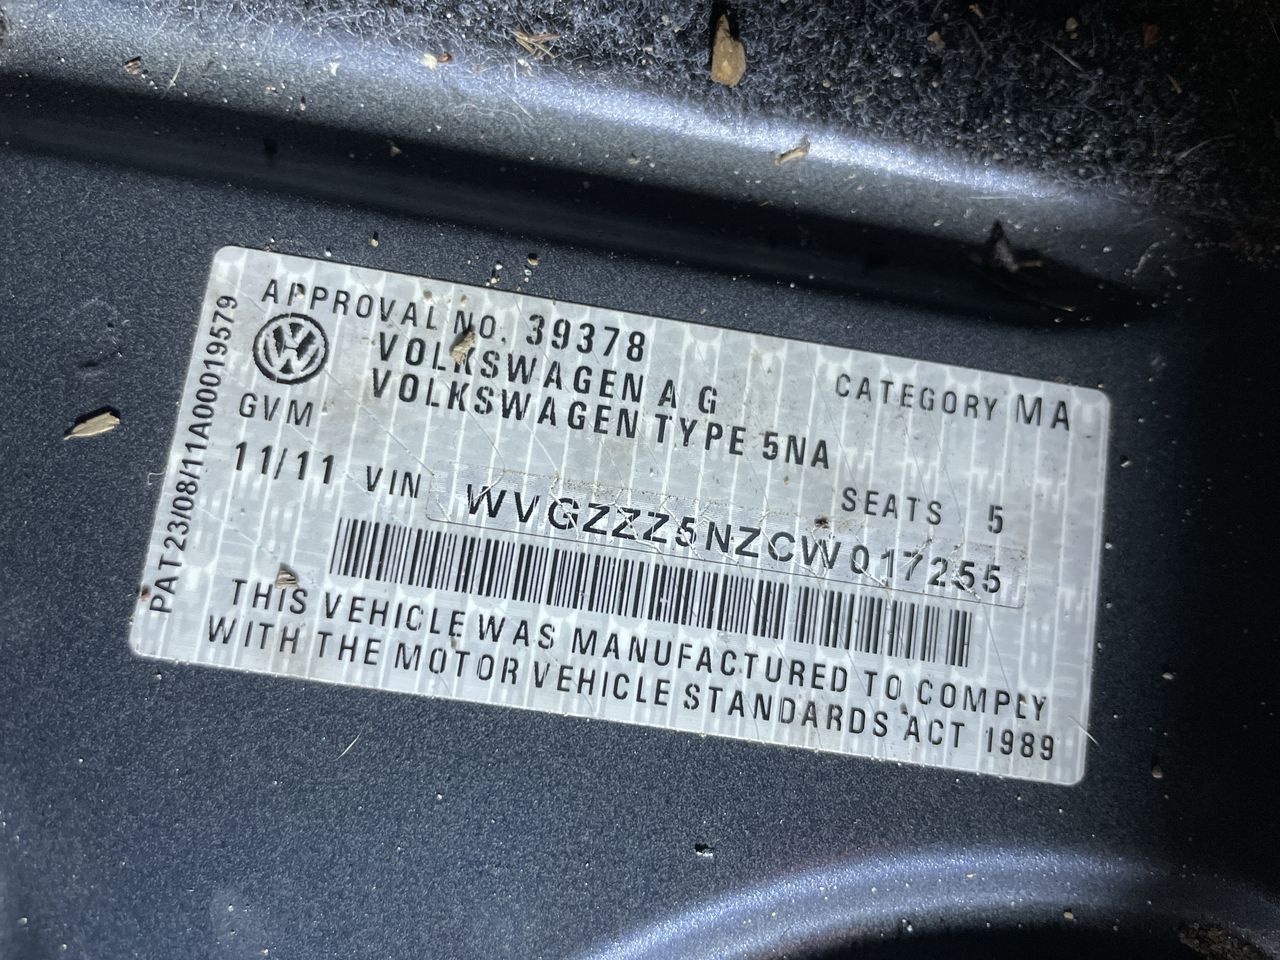 APPROVAL NO. 39378
CATEGORY MA
VOLKSWAGEN A G
VOLKSWAGEN TYPE 5NA
GVM
SEATS 5
11/11 VIN WVGZZZ5NZCW017255
THIS VEHICLE WAS MANUFACTURED TO COMPLY
WITH THE MOTOR VEHICLE STANDARDS ACT 1989
PAT23/08/11A00019579